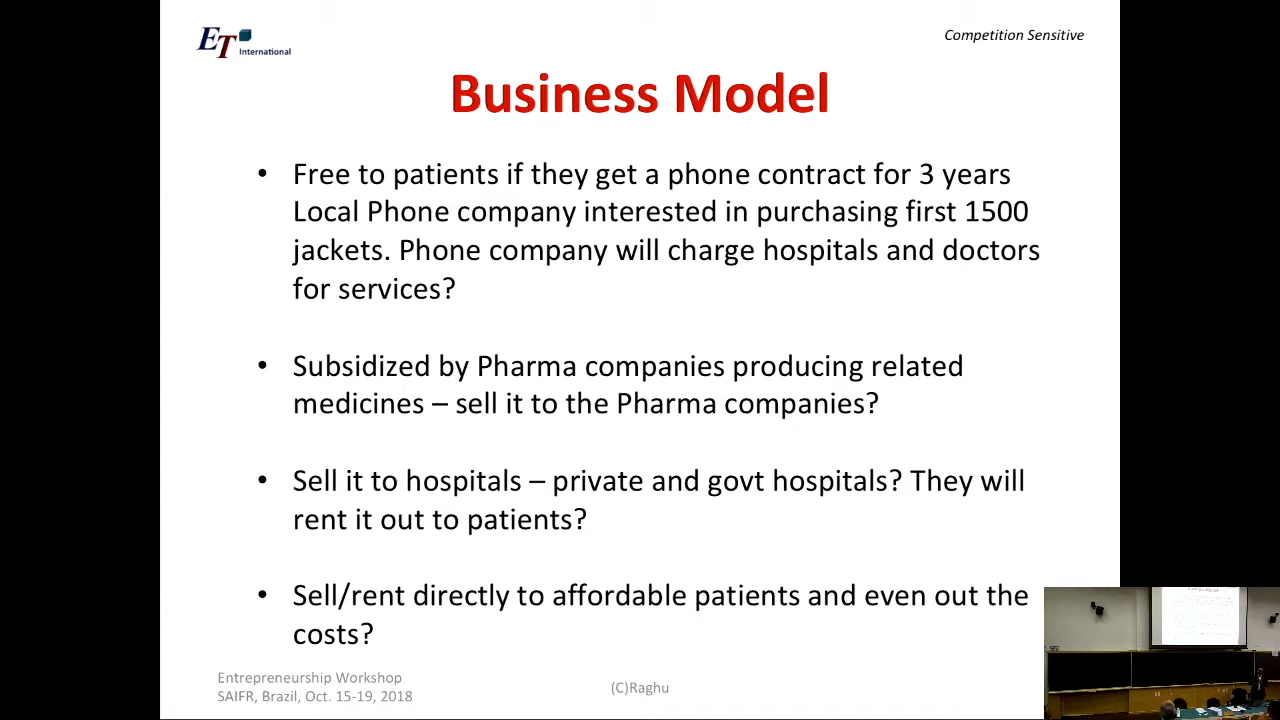 ET
International
Competition Sensitive
Business Model
• Free to patients if they get a phone contract for 3 years
Local Phone company interested in purchasing first 1500
jackets. Phone company will charge hospitals and doctors
for services?
• Subsidized by Pharma companies producing related
medicines – sell it to the Pharma companies?
• Sell it to hospitals – private and govt hospitals? They will
rent it out to patients?
• Sell/rent directly to affordable patients and even out the
costs?
Entrepreneurship Workshop
SAIFR, Brazil, Oct. 15-19, 2018
(C)Raghu